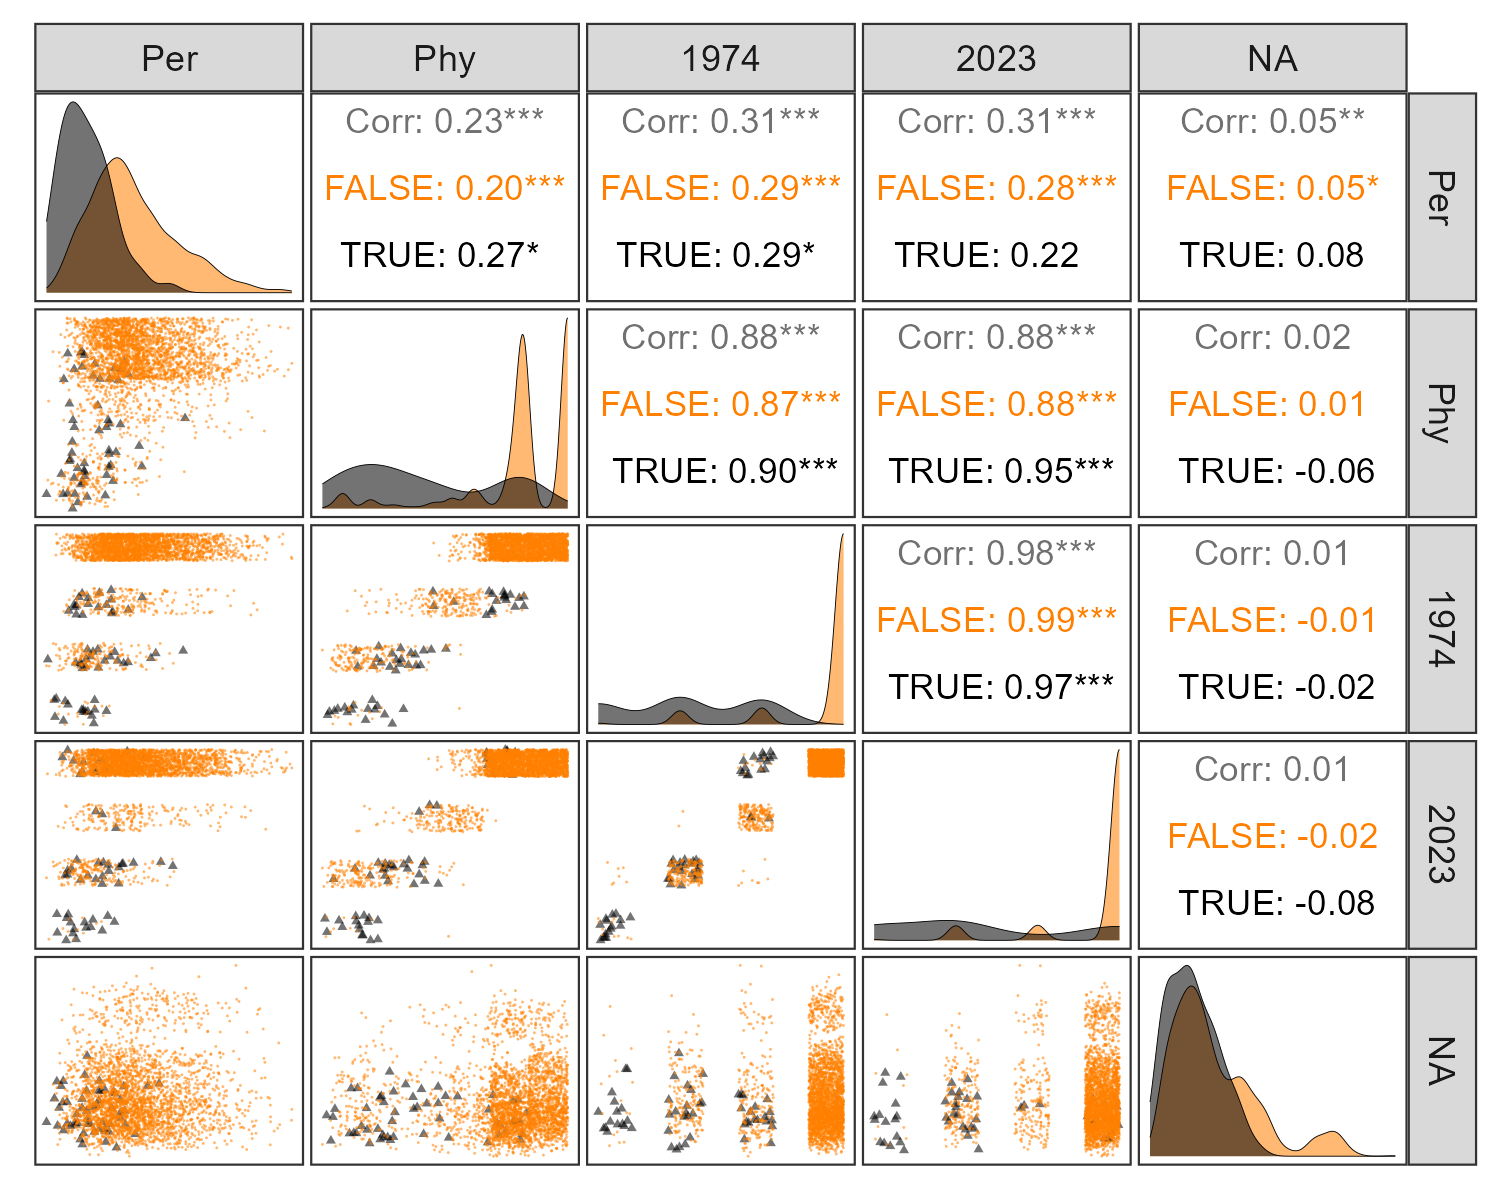 Per Phy 1974 2023 NA
Corr: 0.23*** Corr: 0.31*** Corr: 0.31*** Corr: 0.05**
FALSE: 0.20*** FALSE: 0.29*** FALSE: 0.28*** FALSE: 0.05*
TRUE: 0.27* TRUE: 0.29* TRUE: 0.22 TRUE: 0.08
Per
Corr: 0.88*** Corr: 0.88*** Corr: 0.02
FALSE: 0.87*** FALSE: 0.88*** FALSE: 0.01
TRUE: 0.90*** TRUE: 0.95*** TRUE: -0.06
Phy
Corr: 0.98*** Corr: 0.01
FALSE: 0.99*** FALSE: -0.01
TRUE: 0.97*** TRUE: -0.02
1974
Corr: 0.01
FALSE: -0.02
TRUE: -0.08
2023
NA